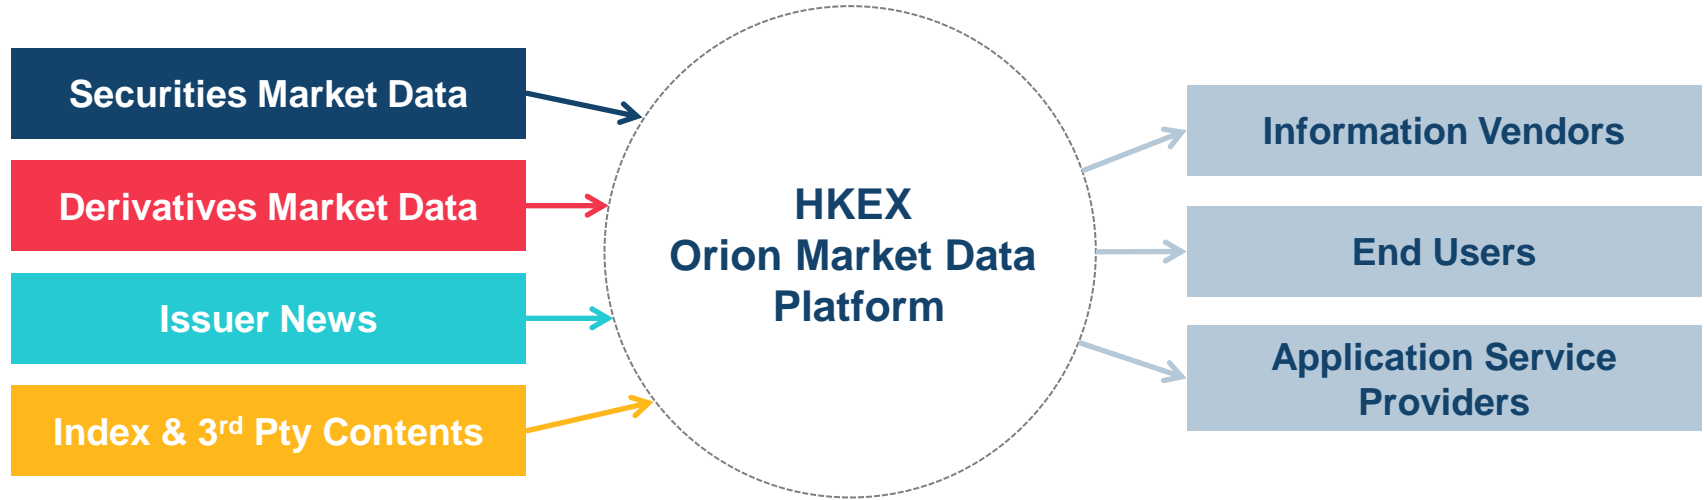 Securities Market Data
Derivatives Market Data
Issuer News
Index & 3rd Pty Contents
HKEX
Orion Market Data
Platform
Information Vendors
End Users
Application Service
Providers